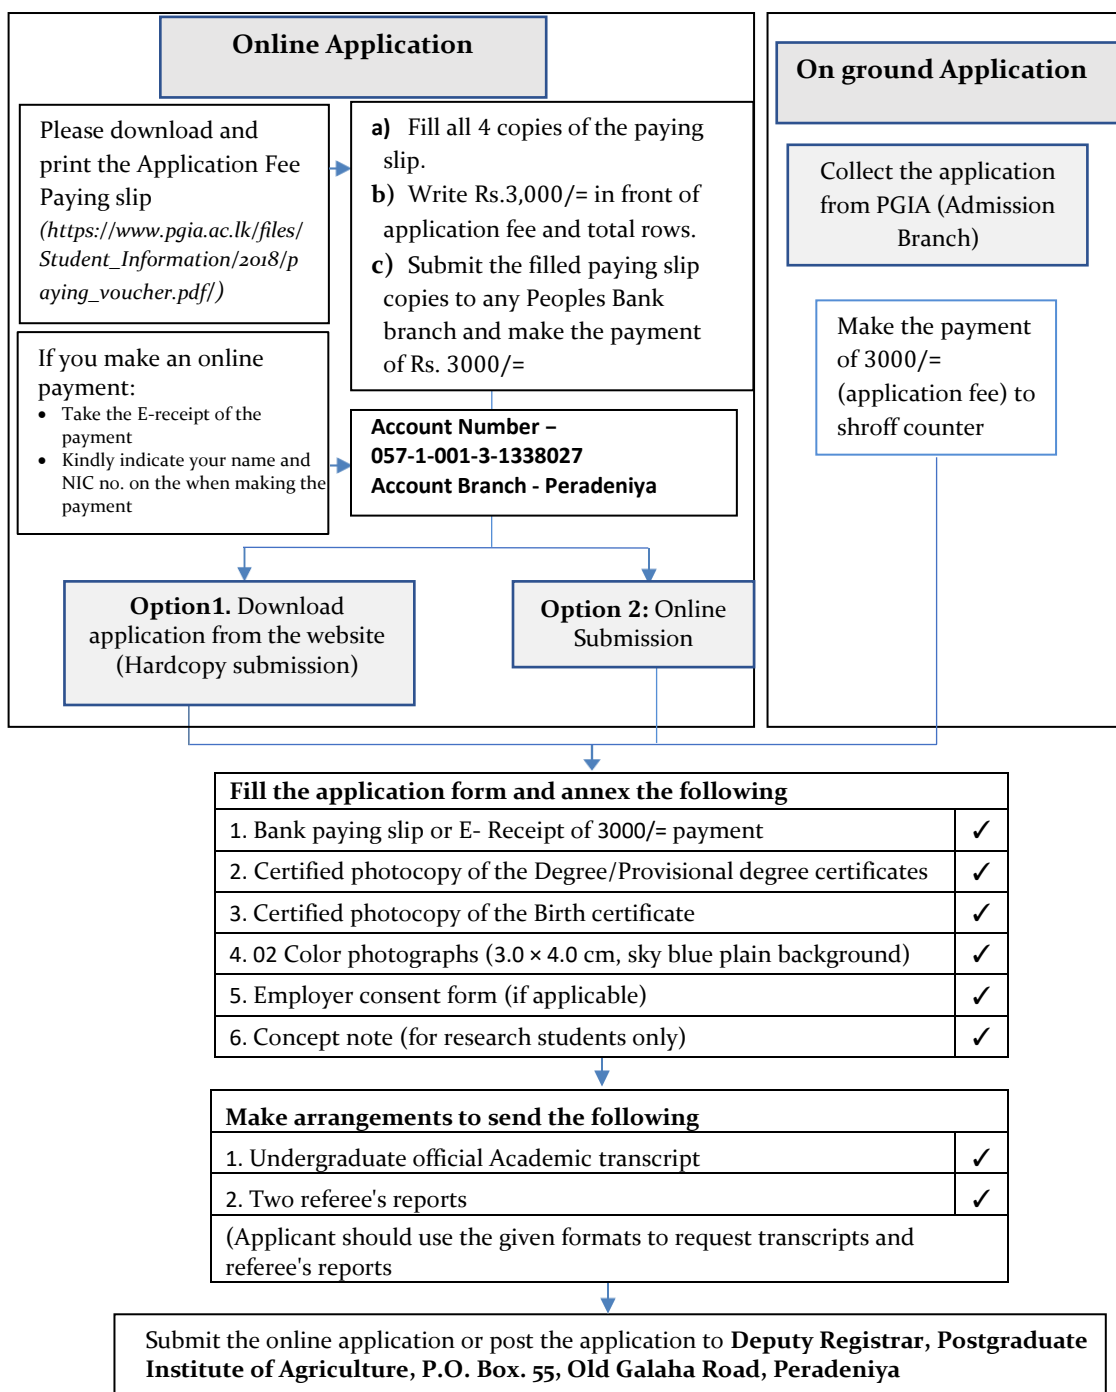 Online Application
Please download and
print the Application Fee
Paying slip
(https://www.pgia.ac.lk/files/
Student_Information/2018/p
aying_voucher.pdf/)
a) Fill all 4 copies of the paying
slip.
b) Write Rs.3,000/= in front of
application fee and total rows.
c) Submit the filled paying slip
copies to any Peoples Bank
branch and make the payment
of Rs. 3000/=
If you make an online
payment:
• Take the E-receipt of the
payment
• Kindly indicate your name and
NIC no. on the when making the
payment
Account Number –
057-1-001-3-1338027
Account Branch - Peradeniya
Option1. Download
application from the website
(Hardcopy submission)
Option 2: Online
Submission
On ground Application
Collect the application
from PGIA (Admission
Branch)
Make the payment
of 3000/=
(application fee) to
shroff counter
Fill the application form and annex the following
1. Bank paying slip or E- Receipt of 3000/= payment ✓
2. Certified photocopy of the Degree/Provisional degree certificates ✓
3. Certified photocopy of the Birth certificate ✓
4. 02 Color photographs (3.0 × 4.0 cm, sky blue plain background) ✓
5. Employer consent form (if applicable) ✓
6. Concept note (for research students only) ✓
Make arrangements to send the following
1. Undergraduate official Academic transcript ✓
2. Two referee's reports ✓
(Applicant should use the given formats to request transcripts and
referee's reports
Submit the online application or post the application to Deputy Registrar, Postgraduate
Institute of Agriculture, P.O. Box. 55, Old Galaha Road, Peradeniya